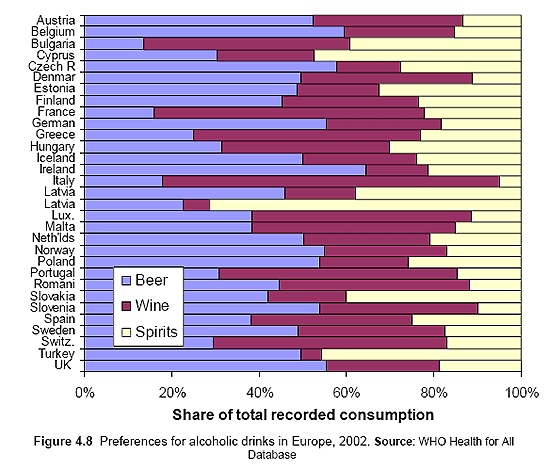 Austria
Belgium
Bulgaria
Cyprus
Czech R
Denmar
Estonia
Finland
France
German
Greece
Hungary
Iceland
Ireland
Italy
Latvia
Latvia
Lux.
Malta
Neth'lds
Norway
Poland
Portugal
Romani
Slovakia
Slovenia
Spain
Sweden
Switz.
Turkey
UK
Beer
Wine
Spirits
0% 20% 40% 60% 80% 100%
Share of total recorded consumption
Figure 4.8 Preferences for alcoholic drinks in Europe, 2002. Source: WHO Health for All
Database